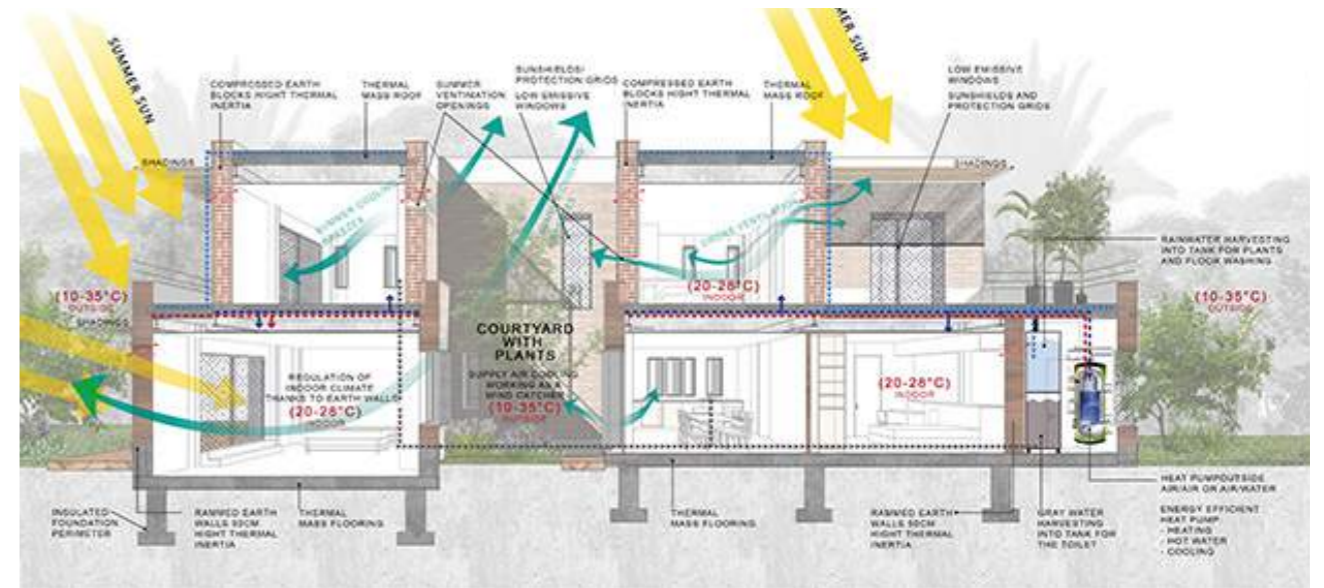 SUMMER SUN
MER SUN
COMPRESSED EARTH
BLOCKS HIGHT THERMAL
INERTIA
THERMAL
MASS ROOF
SUMMER
VENTILATION
OPENINGS
SUNSHIELDS/
PROTECTION GRIDS
LOW EMISSIVE
WINDOWS
COMPRESSED EARTH
BLOCKS HIGHT THERMAL
INERTIA
THERMAL
MASS ROOF
LOW EMISSIVE
WINDOWS
SUNSHIELDS AND
PROTECTION GRIDS
SHADINGS
SHADINGS
SUMMER COOLING
BREEZES
VENTILATION
(20-28°C)
INDOOR
RAINWATER HARVESTING
INTO TANK FOR PLANTS
AND FLOOR WASHING
(10-35°C)
OUTSIDE
SHADINGS
(10-35°C)
OUTSIDE
COURTYARD
WITH
PLANTS
SUPPLY AIR COOLING
WORKING AS A
WIND CATCHER
(10-35°C)
OUTSIDE
REGULATION OF
INDOOR CLIMATE
THANKS TO EARTH WALLS
(20-28°C)
INDOOR
(20-28°C)
INDOOR
INSULATED
FOUNDATION
PERIMETER
RAMMED EARTH
WALLS 50CM
HIGHT THERMAL
INERTIA
THERMAL
MASS FLOORING
THERMAL
MASS FLOORING
RAMMED EARTH
WALLS 50CM
HIGHT THERMAL
INERTIA
GRAY WATER
HARVESTING
INTO TANK FOR
THE TOILET
HEAT PUMPOUTSIDE
AIR/AIR OR AIR/WATER
ENERGY EFFICIENT
HEAT PUMP:
- HEATING
- HOT WATER
- COOLING